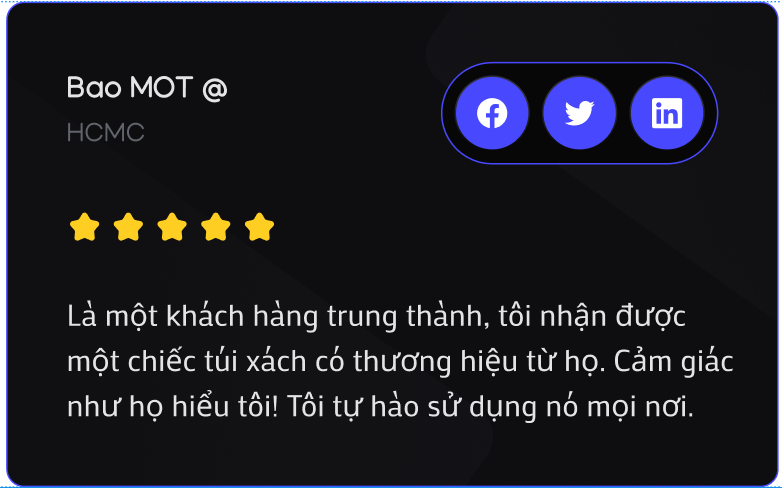 Bao MOT @
HCMC
Là một khách hàng trung thành, tôi nhận được
một chiếc túi xách có thương hiệu từ họ. Cảm giác
như họ hiểu tôi! Tôi tự hào sử dụng nó mọi nơi.